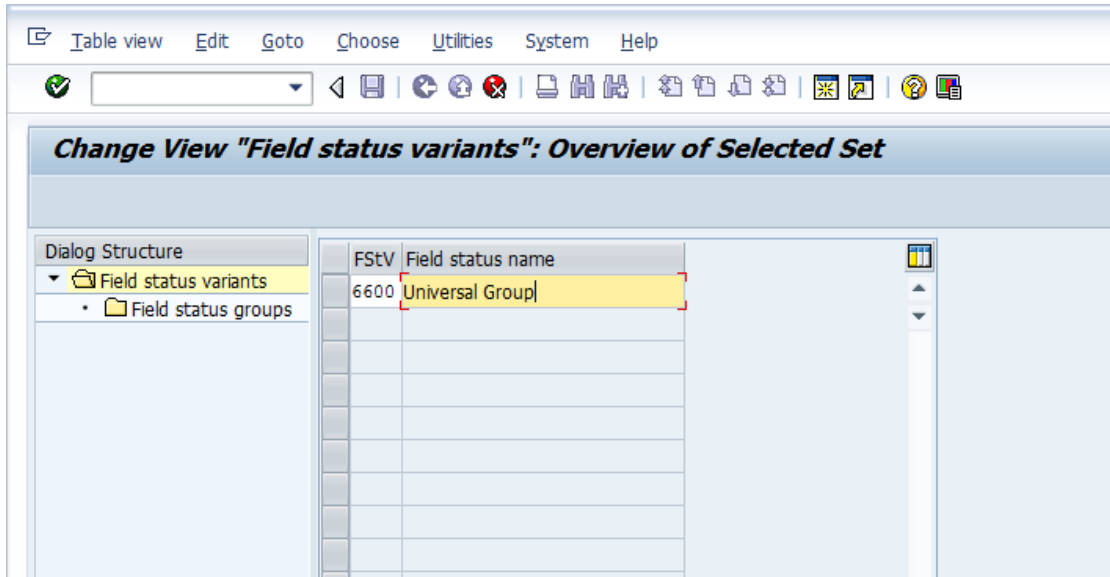 Table view Edit Goto Choose Utilities System Help
Change View "Field status variants": Overview of Selected Set
Dialog Structure
Field status variants
Field status groups
FStV Field status name
6600 Universal Group